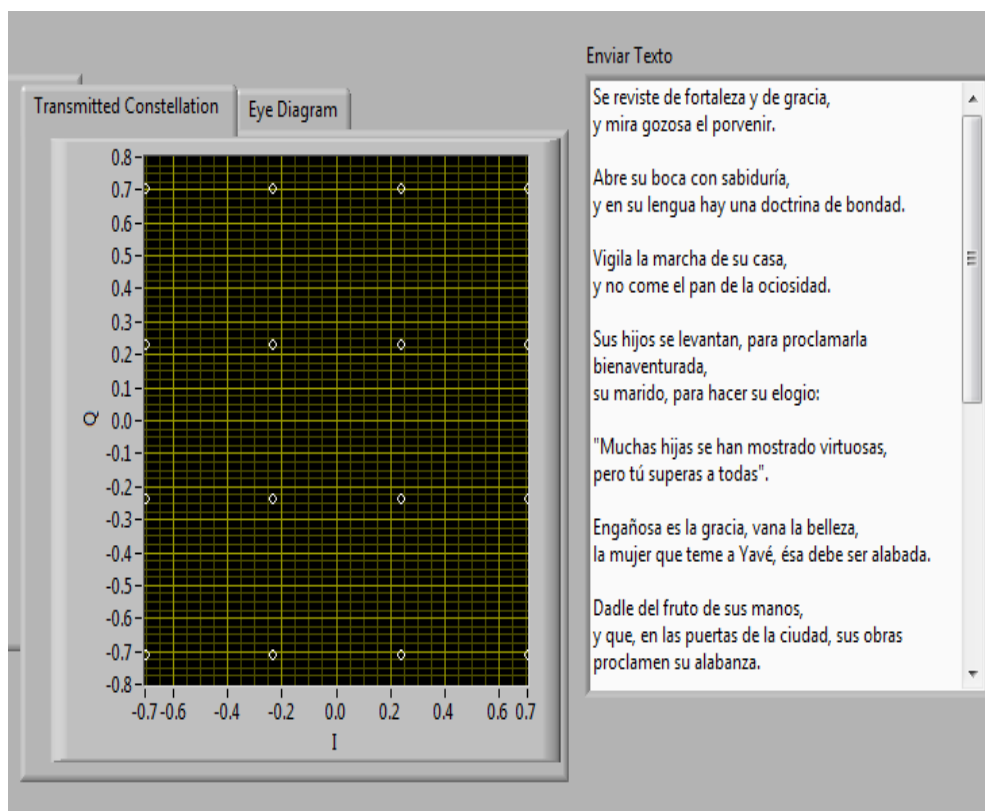 Enviar Texto
Transmitted Constellation
Eye Diagram
0.8
0.7
0.6
0.5
0.4
0.3
0.2
0.1
0.0
-0.1
-0.2
-0.3
-0.4
-0.5
-0.6
-0.7
-0.8
Q
-0.7 -0.6 -0.4 -0.2 0.0 0.2 0.4 0.6 0.7
I
Se reviste de fortaleza y de gracia,
y mira gozosa el porvenir.
Abre su boca con sabiduría,
y en su lengua hay una doctrina de bondad.
Vigila la marcha de su casa,
y no come el pan de la ociosidad.
Sus hijos se levantan, para proclamarla
bienaventurada,
su marido, para hacer su elogio:
"Muchas hijas se han mostrado virtuosas,
pero tú superas a todas".
Engañosa es la gracia, vana la belleza,
la mujer que teme a Yavé, ésa debe ser alabada.
Dadle del fruto de sus manos,
y que, en las puertas de la ciudad, sus obras
proclamen su alabanza.